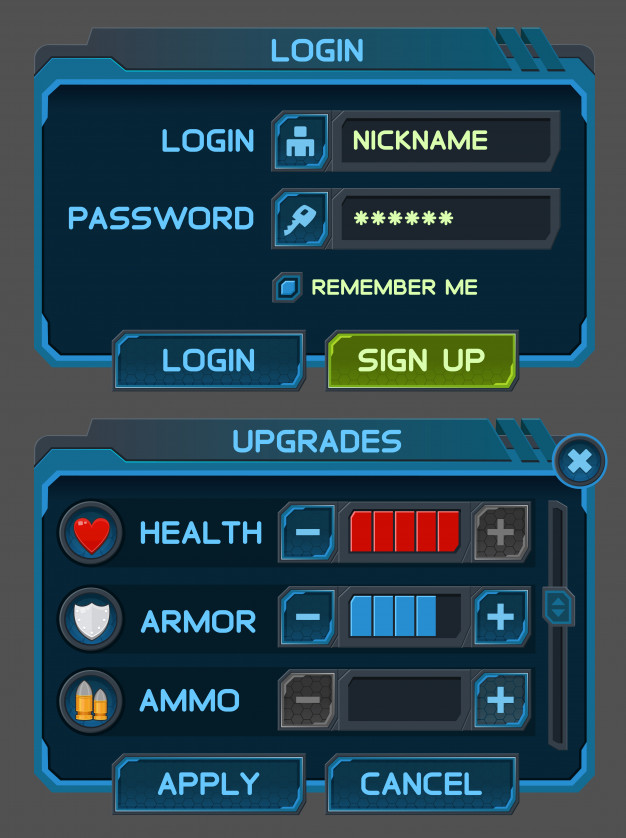 LOGIN
LOGIN NICKNAME
PASSWORD ******
REMEMBER ME
LOGIN SIGN UP
UPGRADES
HEALTH
ARMOR
AMMO
APPLY CANCEL